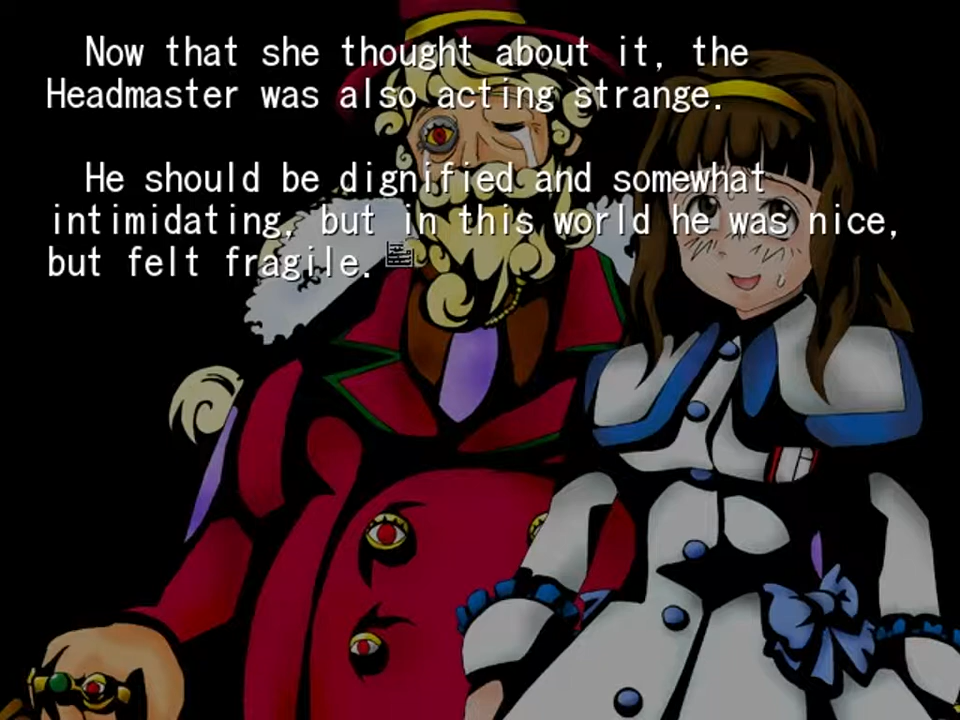 Now that she thought about it, the
Headmaster was also acting strange.
He should be dignified and somewhat
intimidating, but in this world he was nice,
but felt fragile.